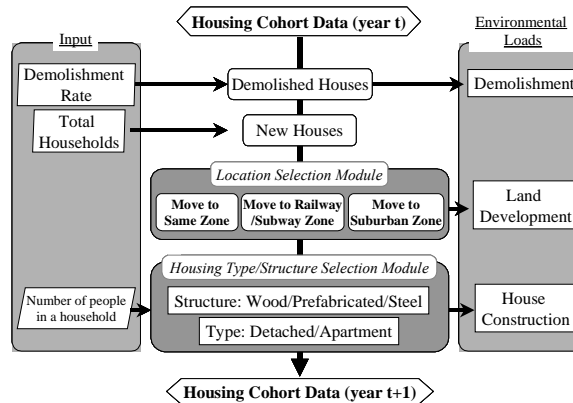 Housing Cohort Data (year t)
Input
Environmental
Loads
Demolishment
Rate
Demolished Houses
Demolishment
Total
Households
New Houses
Location Selection Module
Move to
Same Zone
Move to Railway
/Subway Zone
Move to
Suburban Zone
Land
Development
Housing Type/Structure Selection Module
Number of people
in a household
Structure: Wood/Prefabricated/Steel
Type: Detached/Apartment
House
Construction
Housing Cohort Data (year t+1)